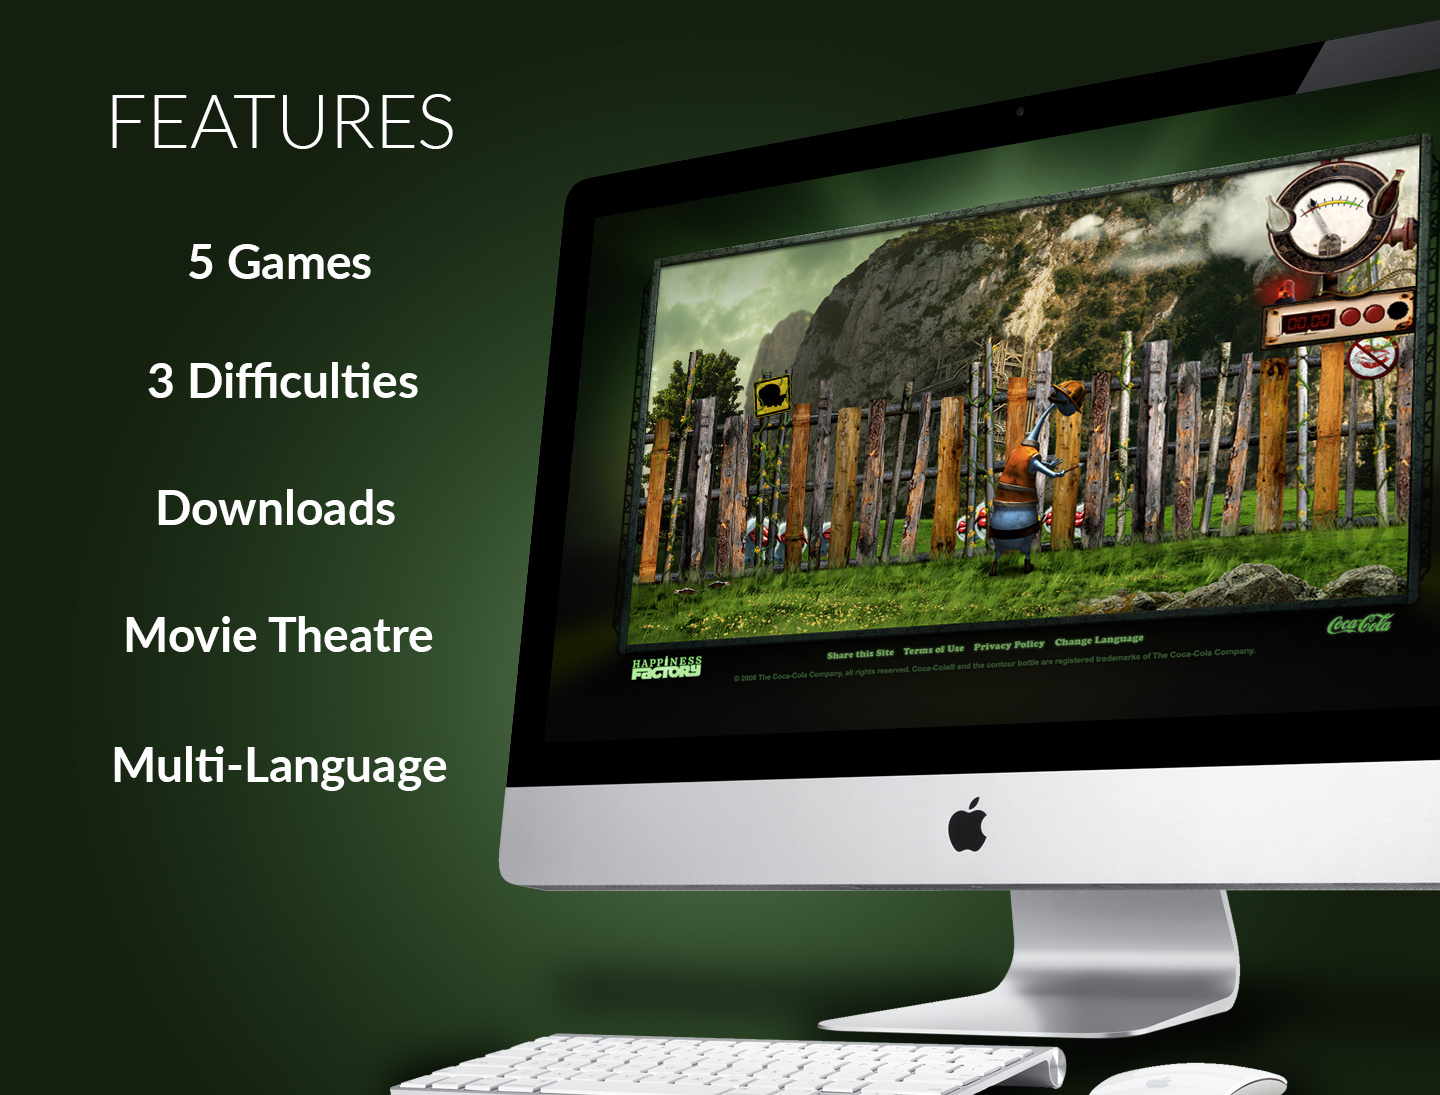 FEATURES
5 Games
3 Difficulties
Downloads
Movie Theatre
Multi-Language
00:00
HAPPINESS
FACTORY
Share this Site Terms of Use Privacy Policy Change Language
© 2008 The Coca-Cola Company, all rights reserved. Coca-Cola® and the contour bottle are registered trademarks of The Coca-Cola Company.
Coca-Cola